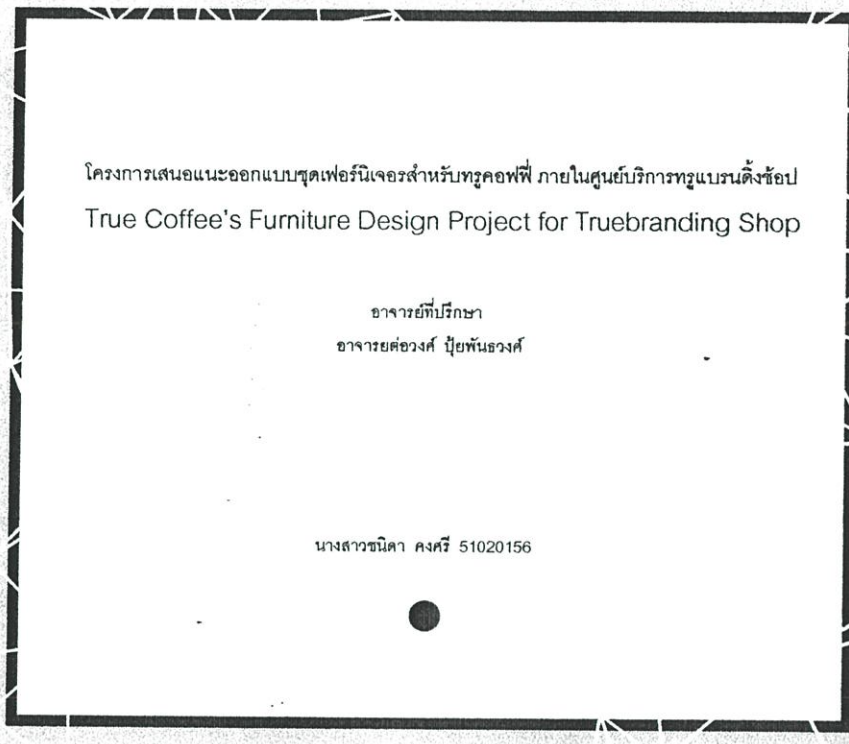 โครงการเสนอแนะออกแบบชุดเฟอร์นิเจอรสำหรับทรูคอฟฟี่ ภายในศูนย์บริการทรูแบรนดิ้งช้อป
True Coffee's Furniture Design Project for Truebranding Shop
อาจารย์ที่ปรึกษา
อาจารยต่อวงศ์ ปุ้ยพันธวงศ์
นางสาวชนิดา คงศรี 51020156